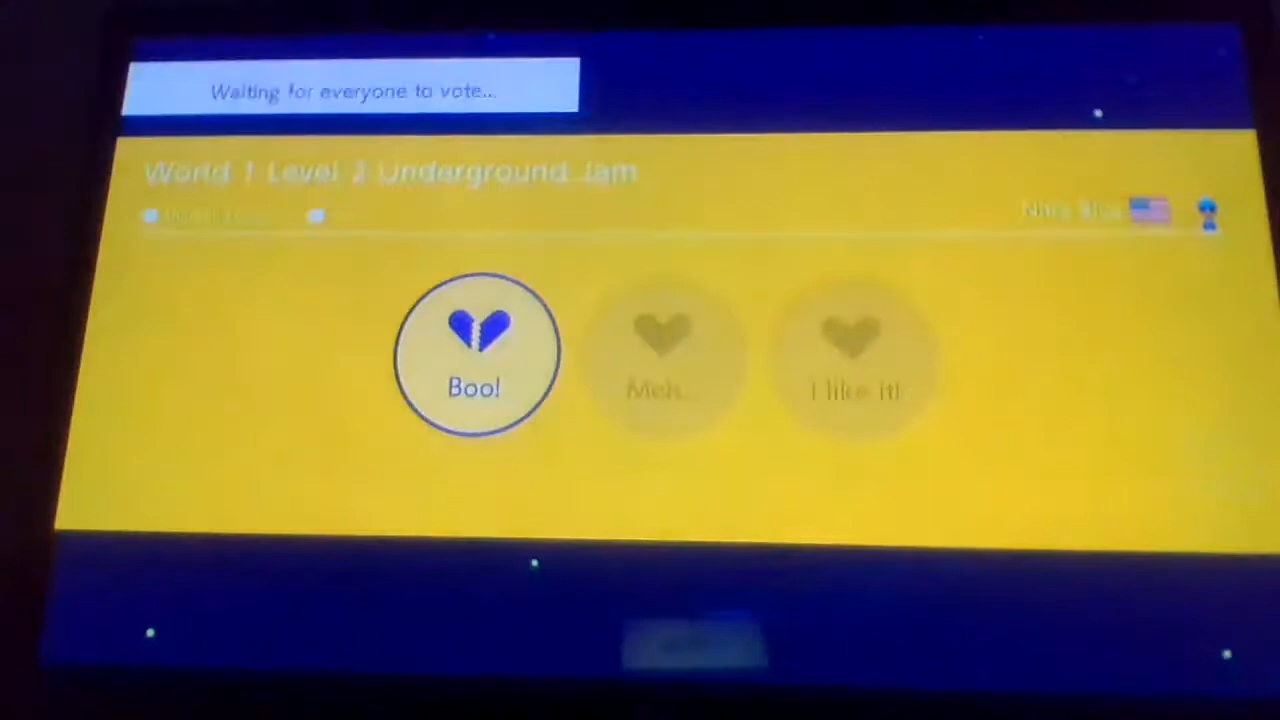 Waiting for everyone to vote...
World 1 Level 2 Underground Jam
Boo!
Meh...
I like it!